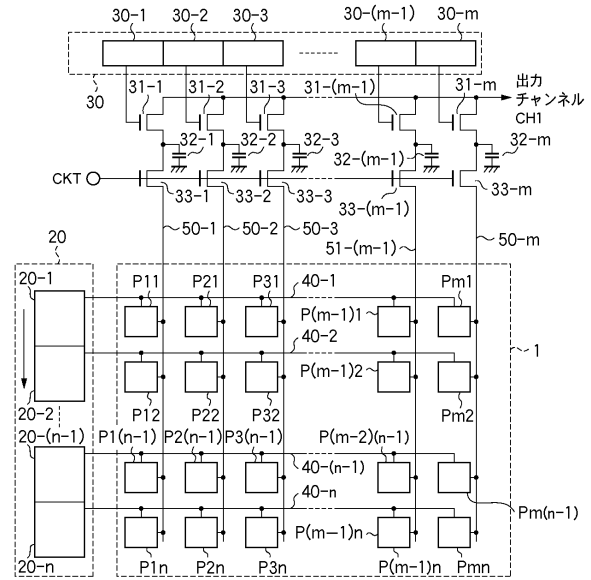 30-1 30-2 30-3 30-(m-1) 30-m
30 31-1 31-2 31-3 31-(m-1) 31-m
出力
チャンネル
CH1
32-1 32-2 32-3 32-(m-1) 32-m
CKT 33-1 33-2 33-3 33-(m-1) 33-m
50-1 50-2 50-3 51-(m-1) 50-m
20
20-1 P11 P21 P31 40-1 P(m-1)1 Pm1
40-2 P(m-1)2 1
20-2 P12 P22 P32 Pm2
20-(n-1) P1(n-1) P2(n-1) P3(n-1) P(m-2)(n-1)
40-(n-1)
40-n Pm(n-1)
P(m-1)n
20-n P1n P2n P3n P(m-1)n Pmn